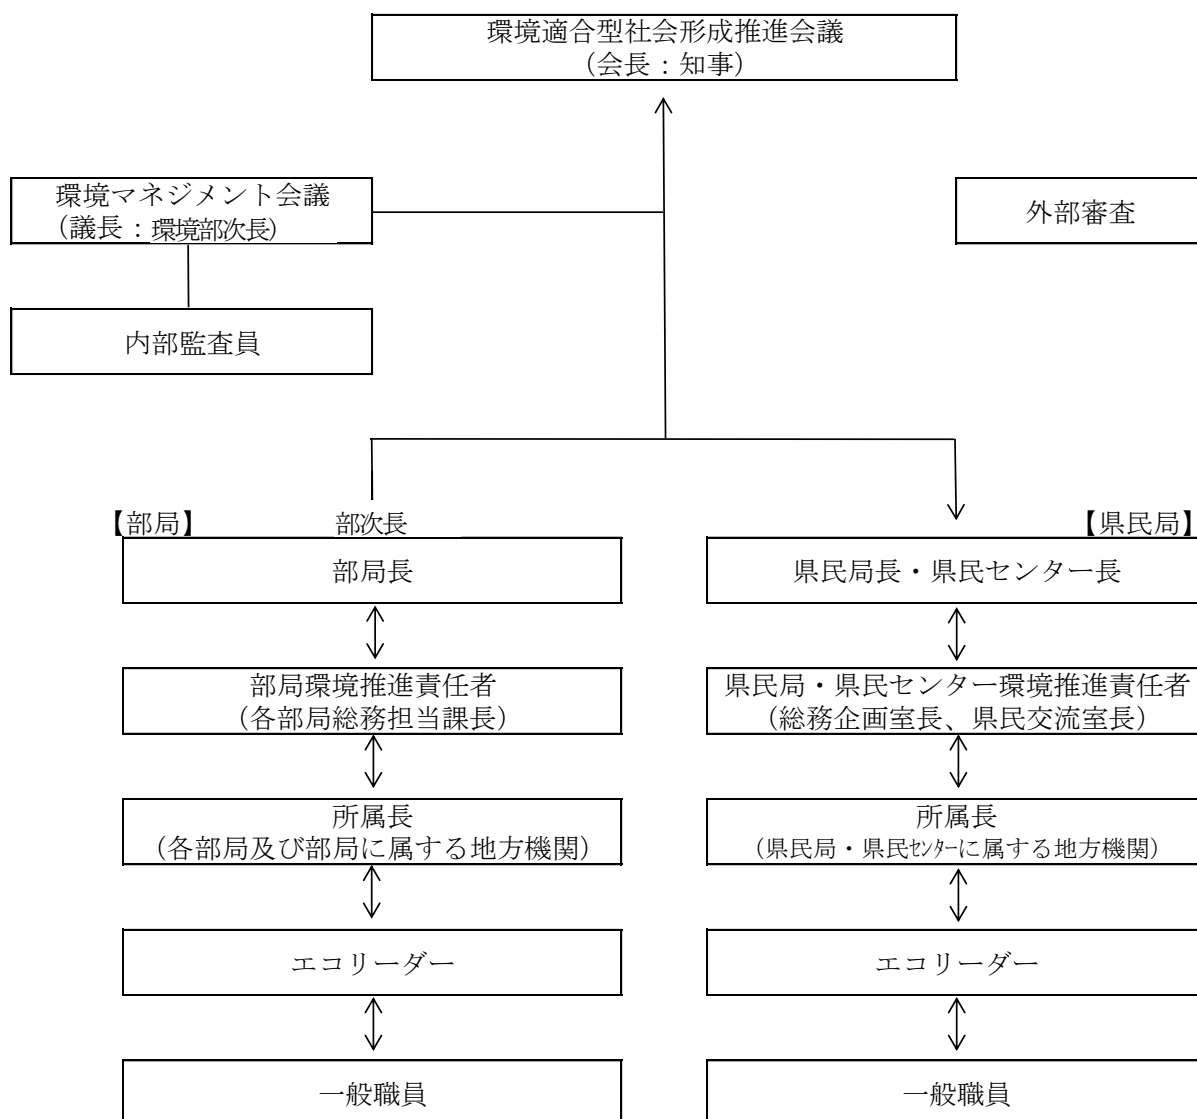 環境適合型社会形成推進会議
(会長：知事)
環境マネジメント会議
(議長：環境部次長)
外部審査
内部監査員
【部局】
部次長
【県民局】
部局長
県民局長・県民センター長
部局環境推進責任者
(各部局総務担当課長)
県民局・県民センター環境推進責任者
(総務企画室長、県民交流室長)
所属長
(各部局及び部局に属する地方機関)
所属長
(県民局・県民ｾﾝﾀｰに属する地方機関)
エコリーダー
エコリーダー
一般職員
一般職員